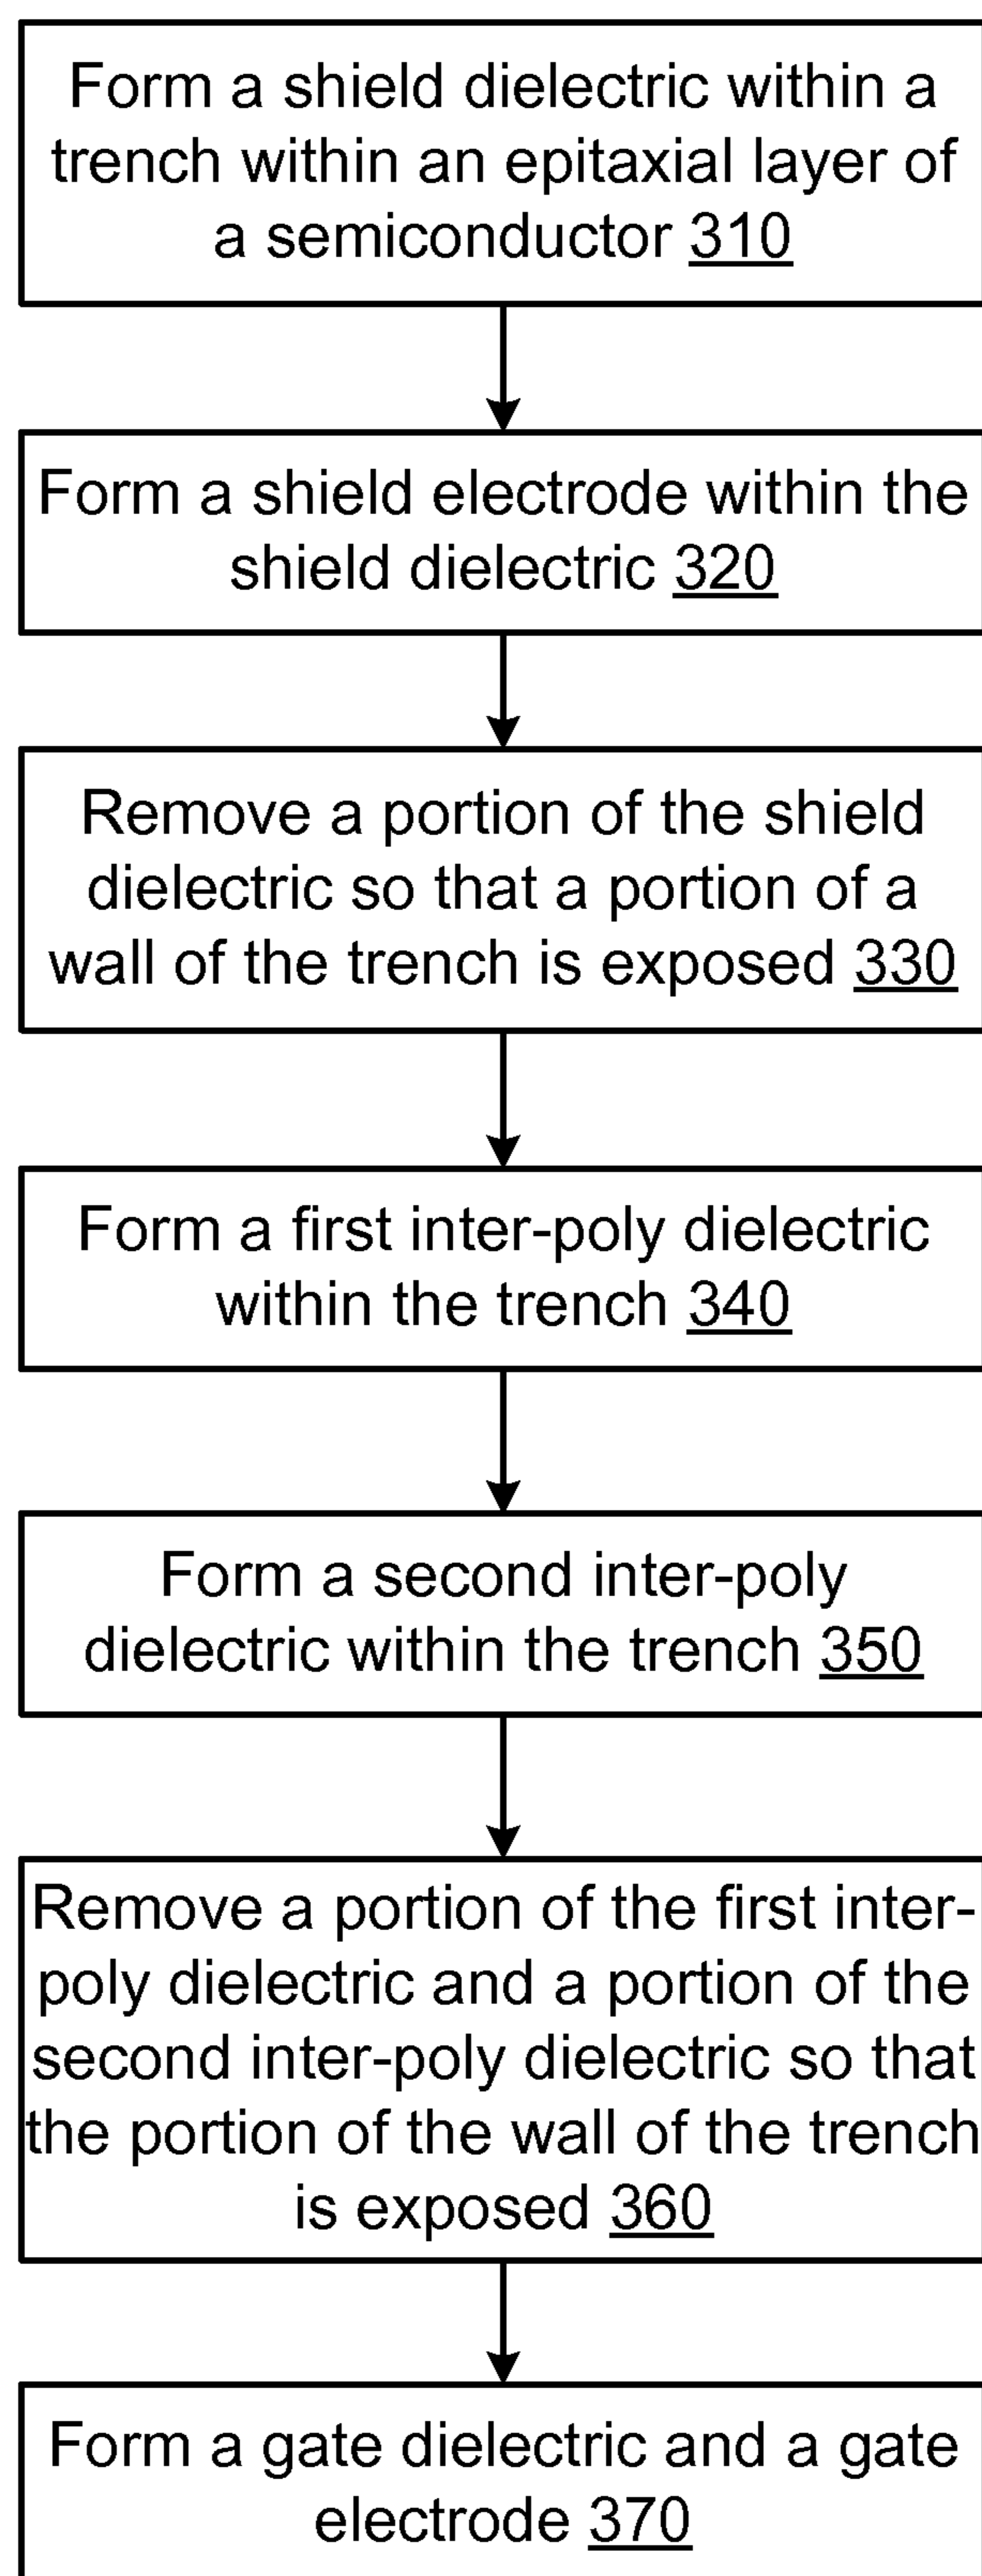 Form a shield dielectric within a
trench within an epitaxial layer of
a semiconductor 310
Form a shield electrode within the
shield dielectric 320
Remove a portion of the shield
dielectric so that a portion of a
wall of the trench is exposed 330
Form a first inter-poly dielectric
within the trench 340
Form a second inter-poly
dielectric within the trench 350
Remove a portion of the first inter-
poly dielectric and a portion of the
second inter-poly dielectric so that
the portion of the wall of the trench
is exposed 360
Form a gate dielectric and a gate
electrode 370